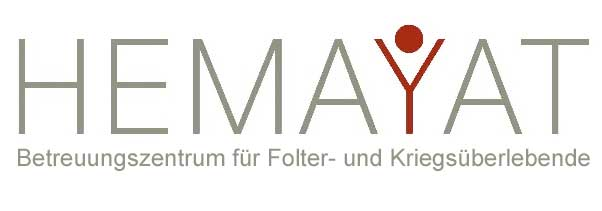 HEMAYAT
Betreuungszentrum für Folter- und Kriegsüberlebende